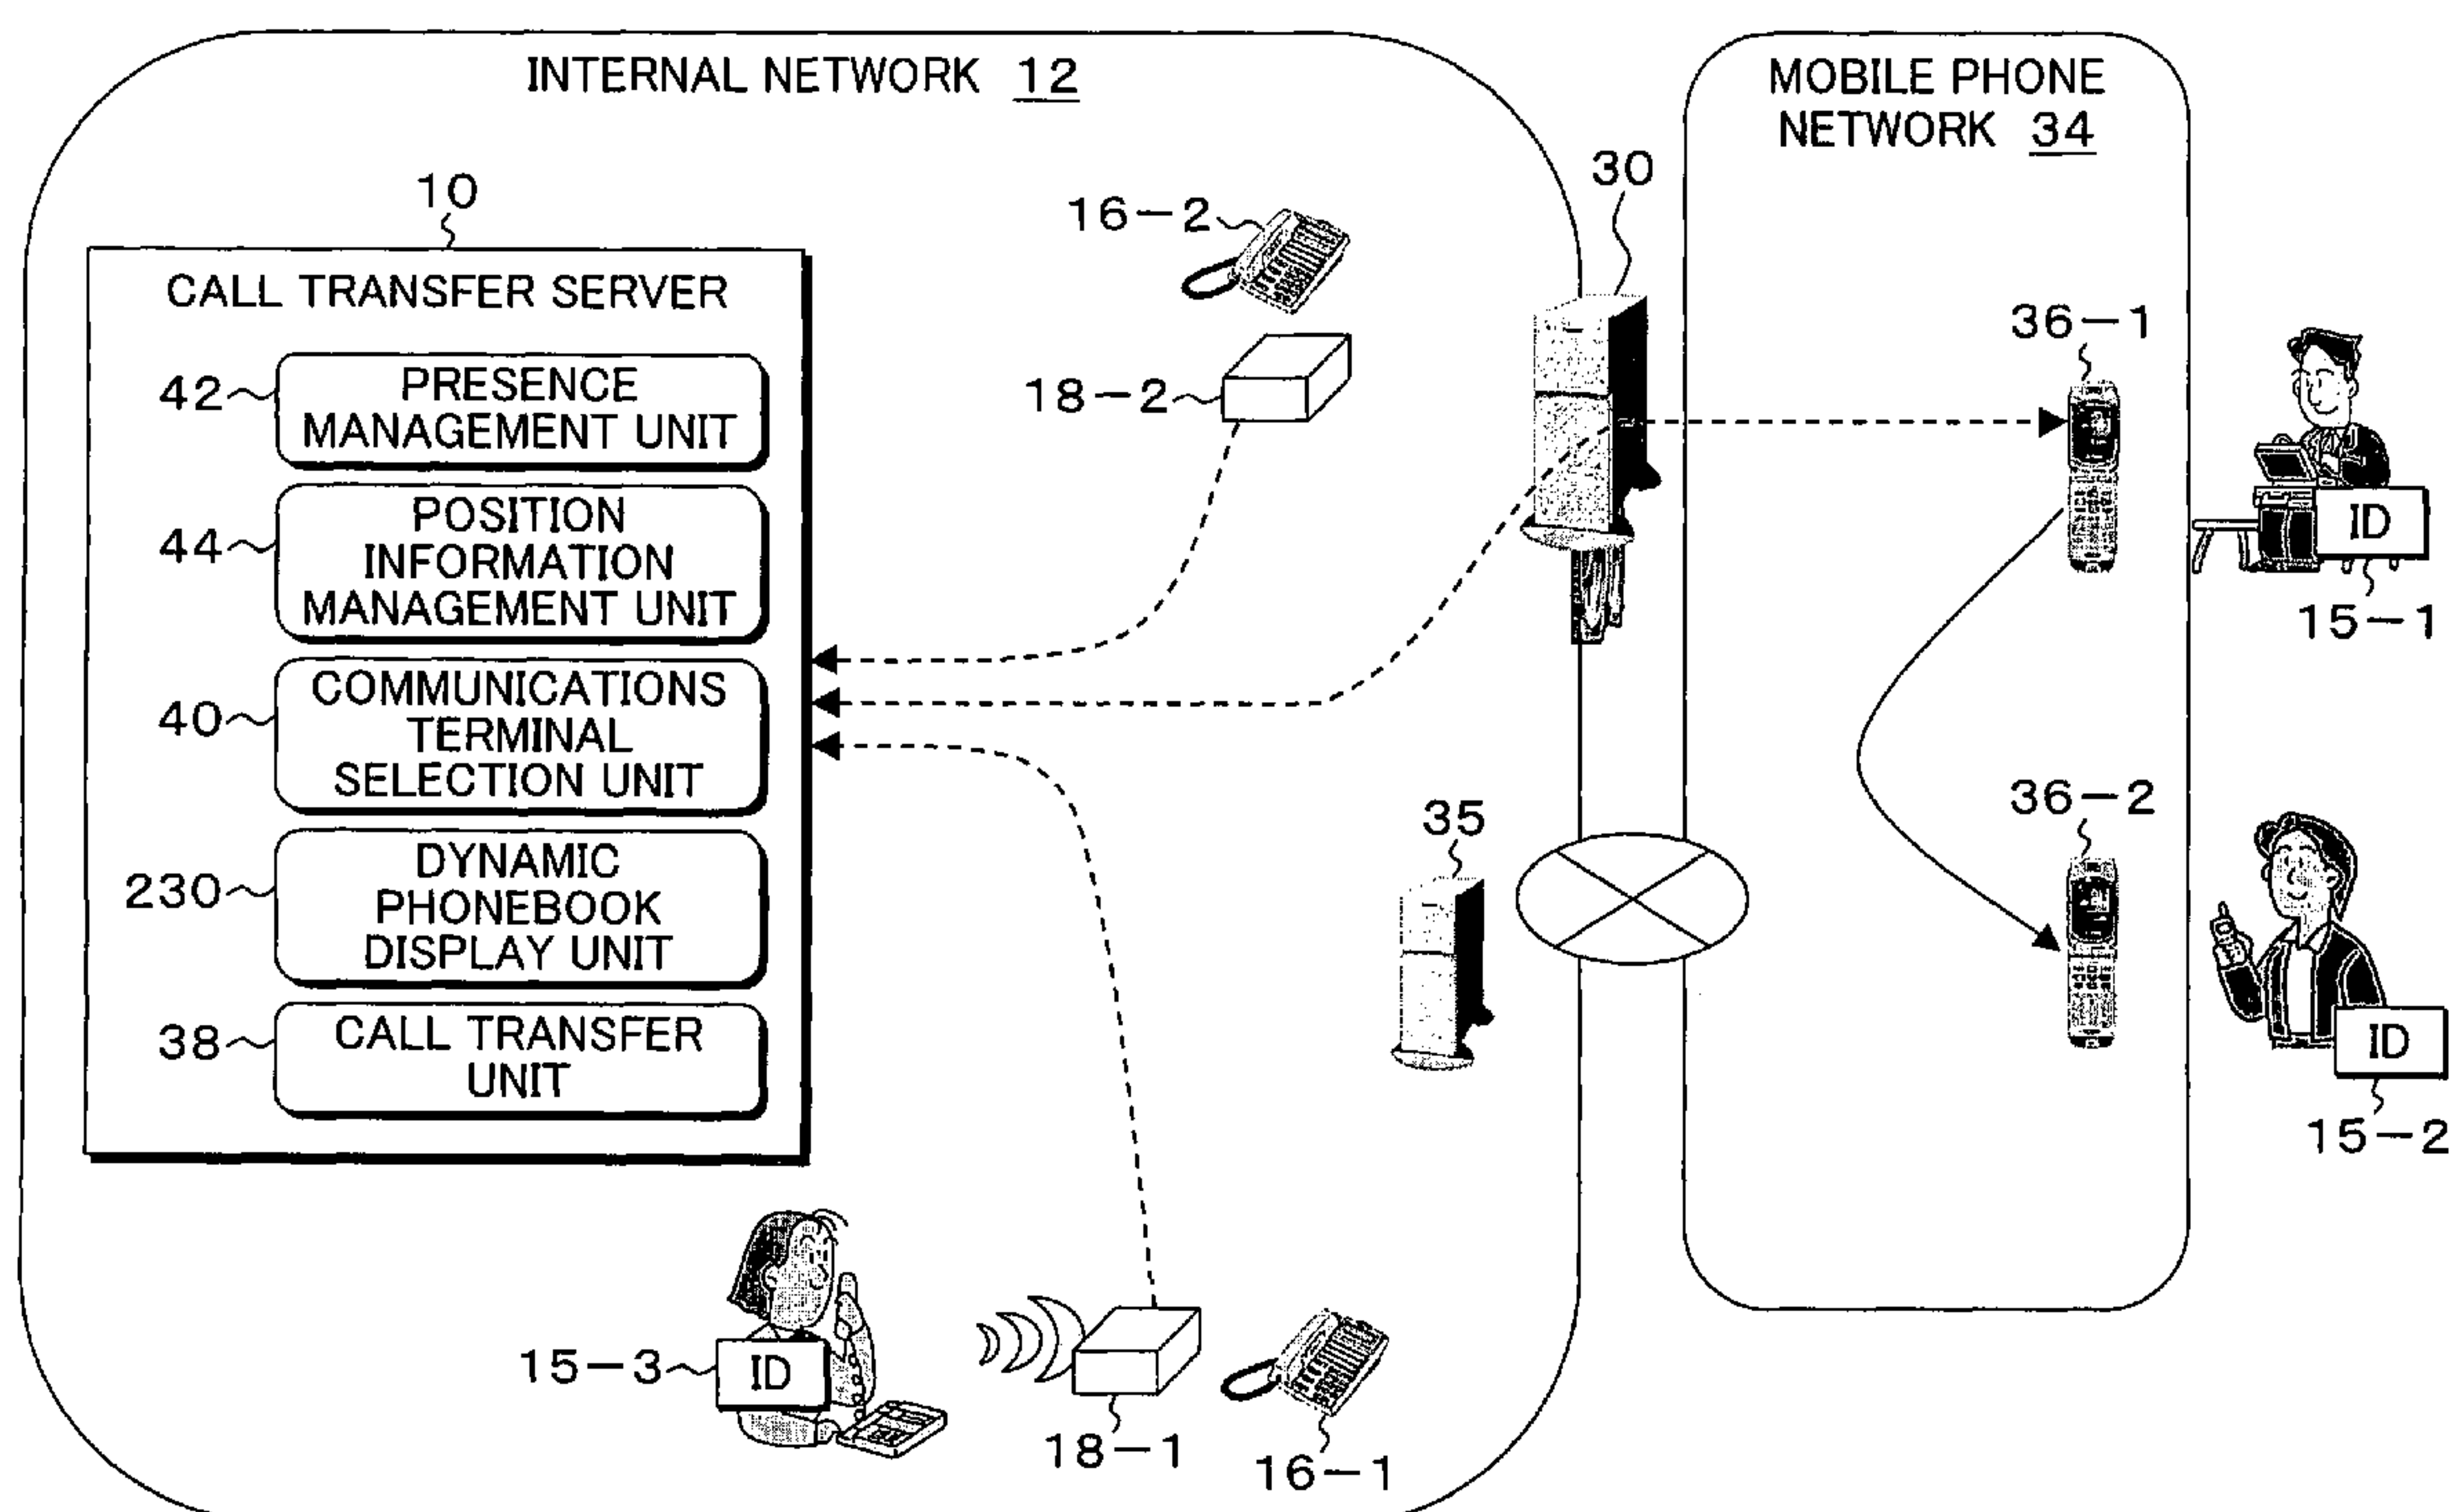 INTERNAL NETWORK 12
MOBILE PHONE
NETWORK 34
10
CALL TRANSFER SERVER
42
PRESENCE
MANAGEMENT UNIT
44
POSITION
INFORMATION
MANAGEMENT UNIT
40
COMMUNICATIONS
TERMINAL
SELECTION UNIT
230
DYNAMIC
PHONEBOOK
DISPLAY UNIT
38
CALL TRANSFER
UNIT
16-2
18-2
30
35
36-1
ID
15-1
36-2
ID
15-2
15-3
ID
18-1
16-1